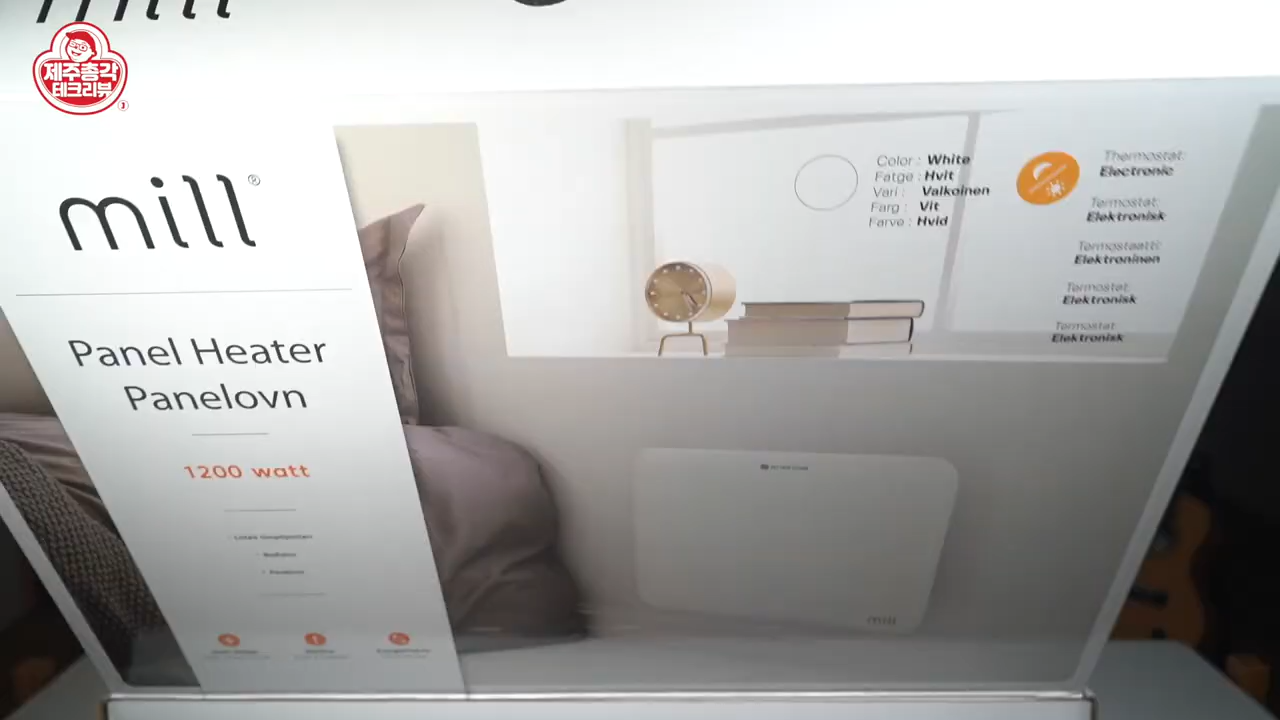 mill
제주총각
테크리뷰
mill®
Panel Heater
Panelovn
1200 watt
Color : White
Fatge : Hvit
Vari : Valkoinen
Farg : Vit
Farve : Hvid
Thermostat:
Electronic
Termostat:
Elektronisk
Termostaatti:
Elektroninen
Termostat:
Elektronisk
Termostat
Elektronisk
mill